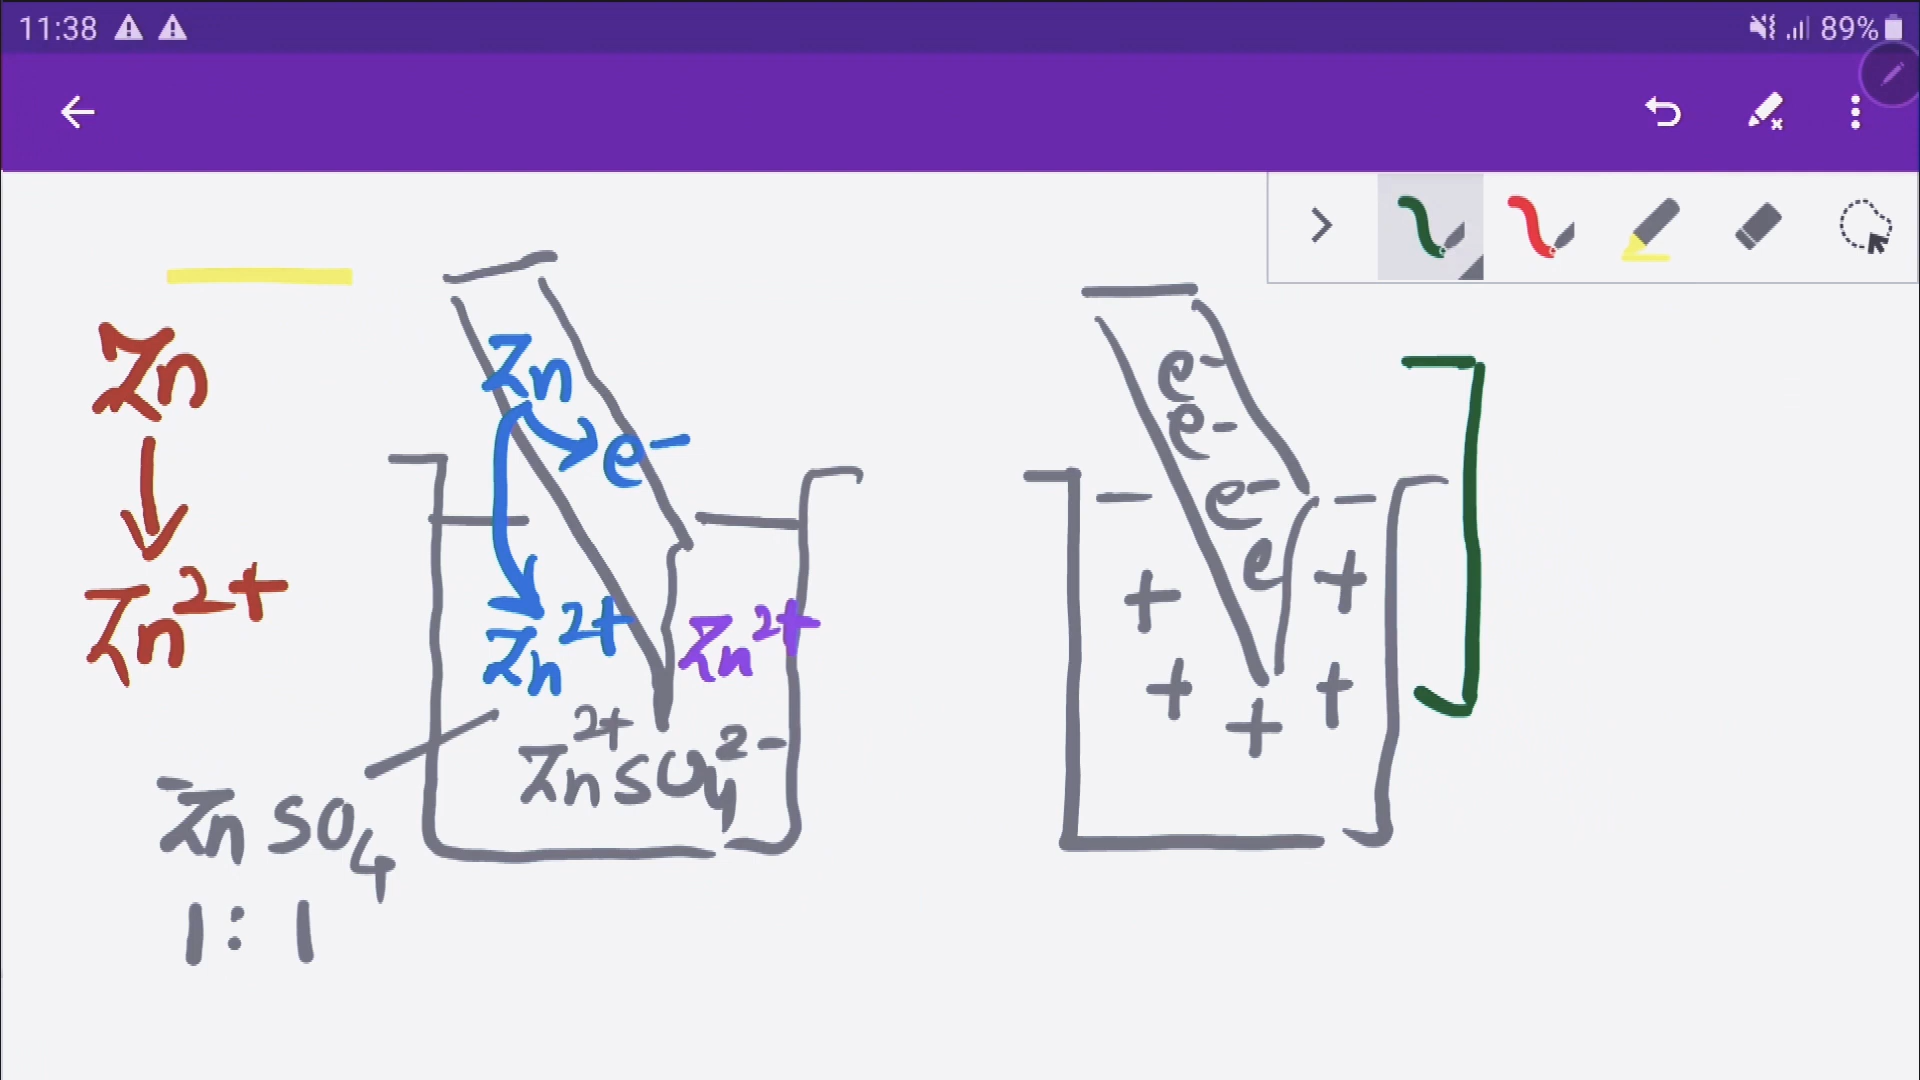 11:38
89%
Zn
Zn²⁺
Zn
e⁻
Zn²⁺
Zn²⁺
Zn²⁺SO₄²⁻
ZnSO₄
1 : 1
e⁻
e⁻
e⁻
e
− −
+ +
+ + +